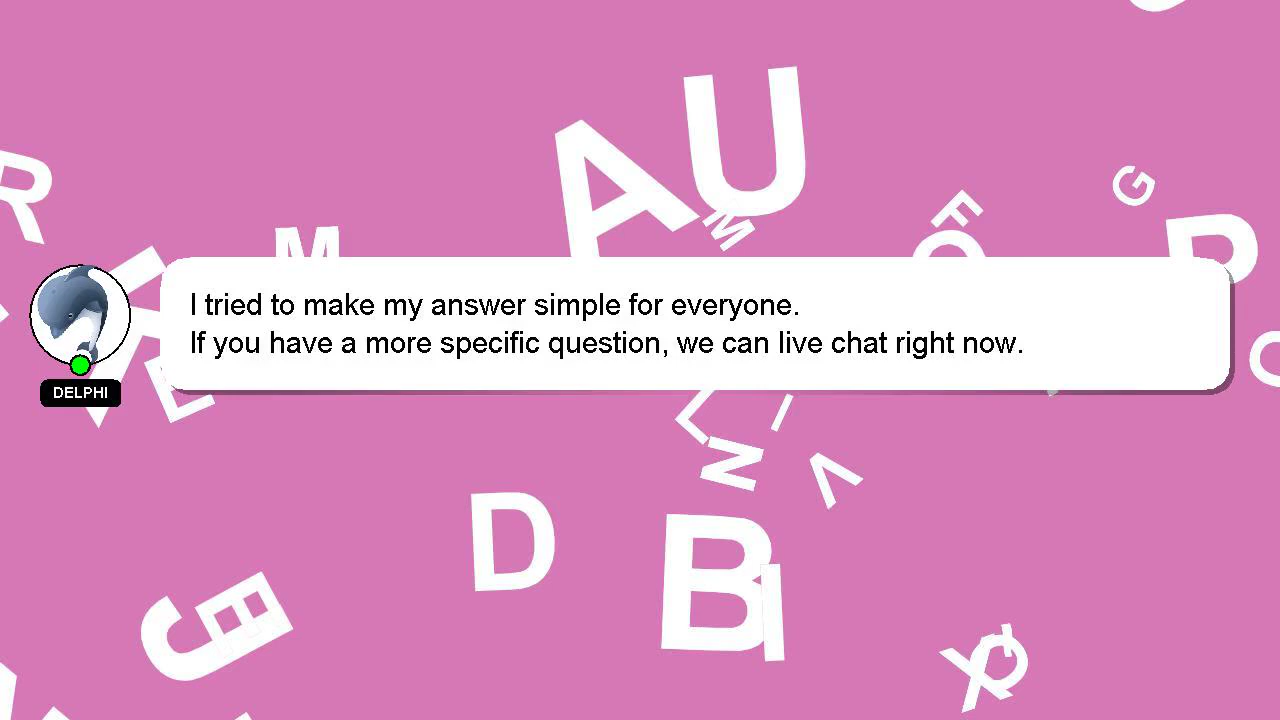 I tried to make my answer simple for everyone.
If you have a more specific question, we can live chat right now.
DELPHI
A
U
M
F
G
R
M
E
L
N
V
D
B
I
J
E
X